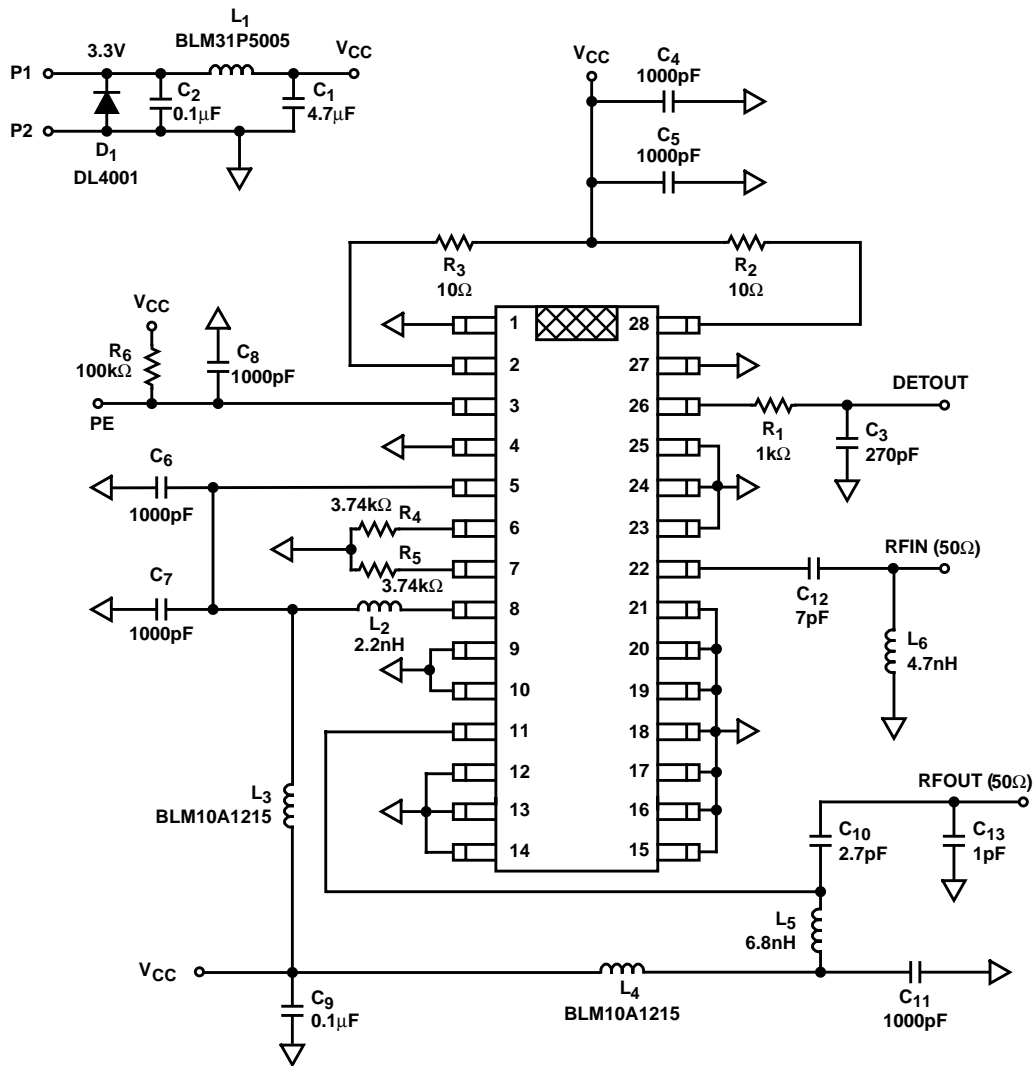 L1
BLM31P5005
3.3V
VCC
P1
C2
0.1µF
C1
4.7µF
P2
D1
DL4001
VCC
C4
1000pF
C5
1000pF
R3
10Ω
R2
10Ω
VCC
R6
100kΩ
C8
1000pF
PE
1
2
3
4
5
6
7
8
9
10
11
12
13
14
28
27
26
25
24
23
22
21
20
19
18
17
16
15
DETOUT
R1
1kΩ
C3
270pF
C6
1000pF
3.74kΩ
R4
R5
3.74kΩ
C7
1000pF
L2
2.2nH
RFIN (50Ω)
C12
7pF
L6
4.7nH
L3
BLM10A1215
RFOUT (50Ω)
C10
2.7pF
C13
1pF
L5
6.8nH
VCC
C9
0.1µF
L4
BLM10A1215
C11
1000pF